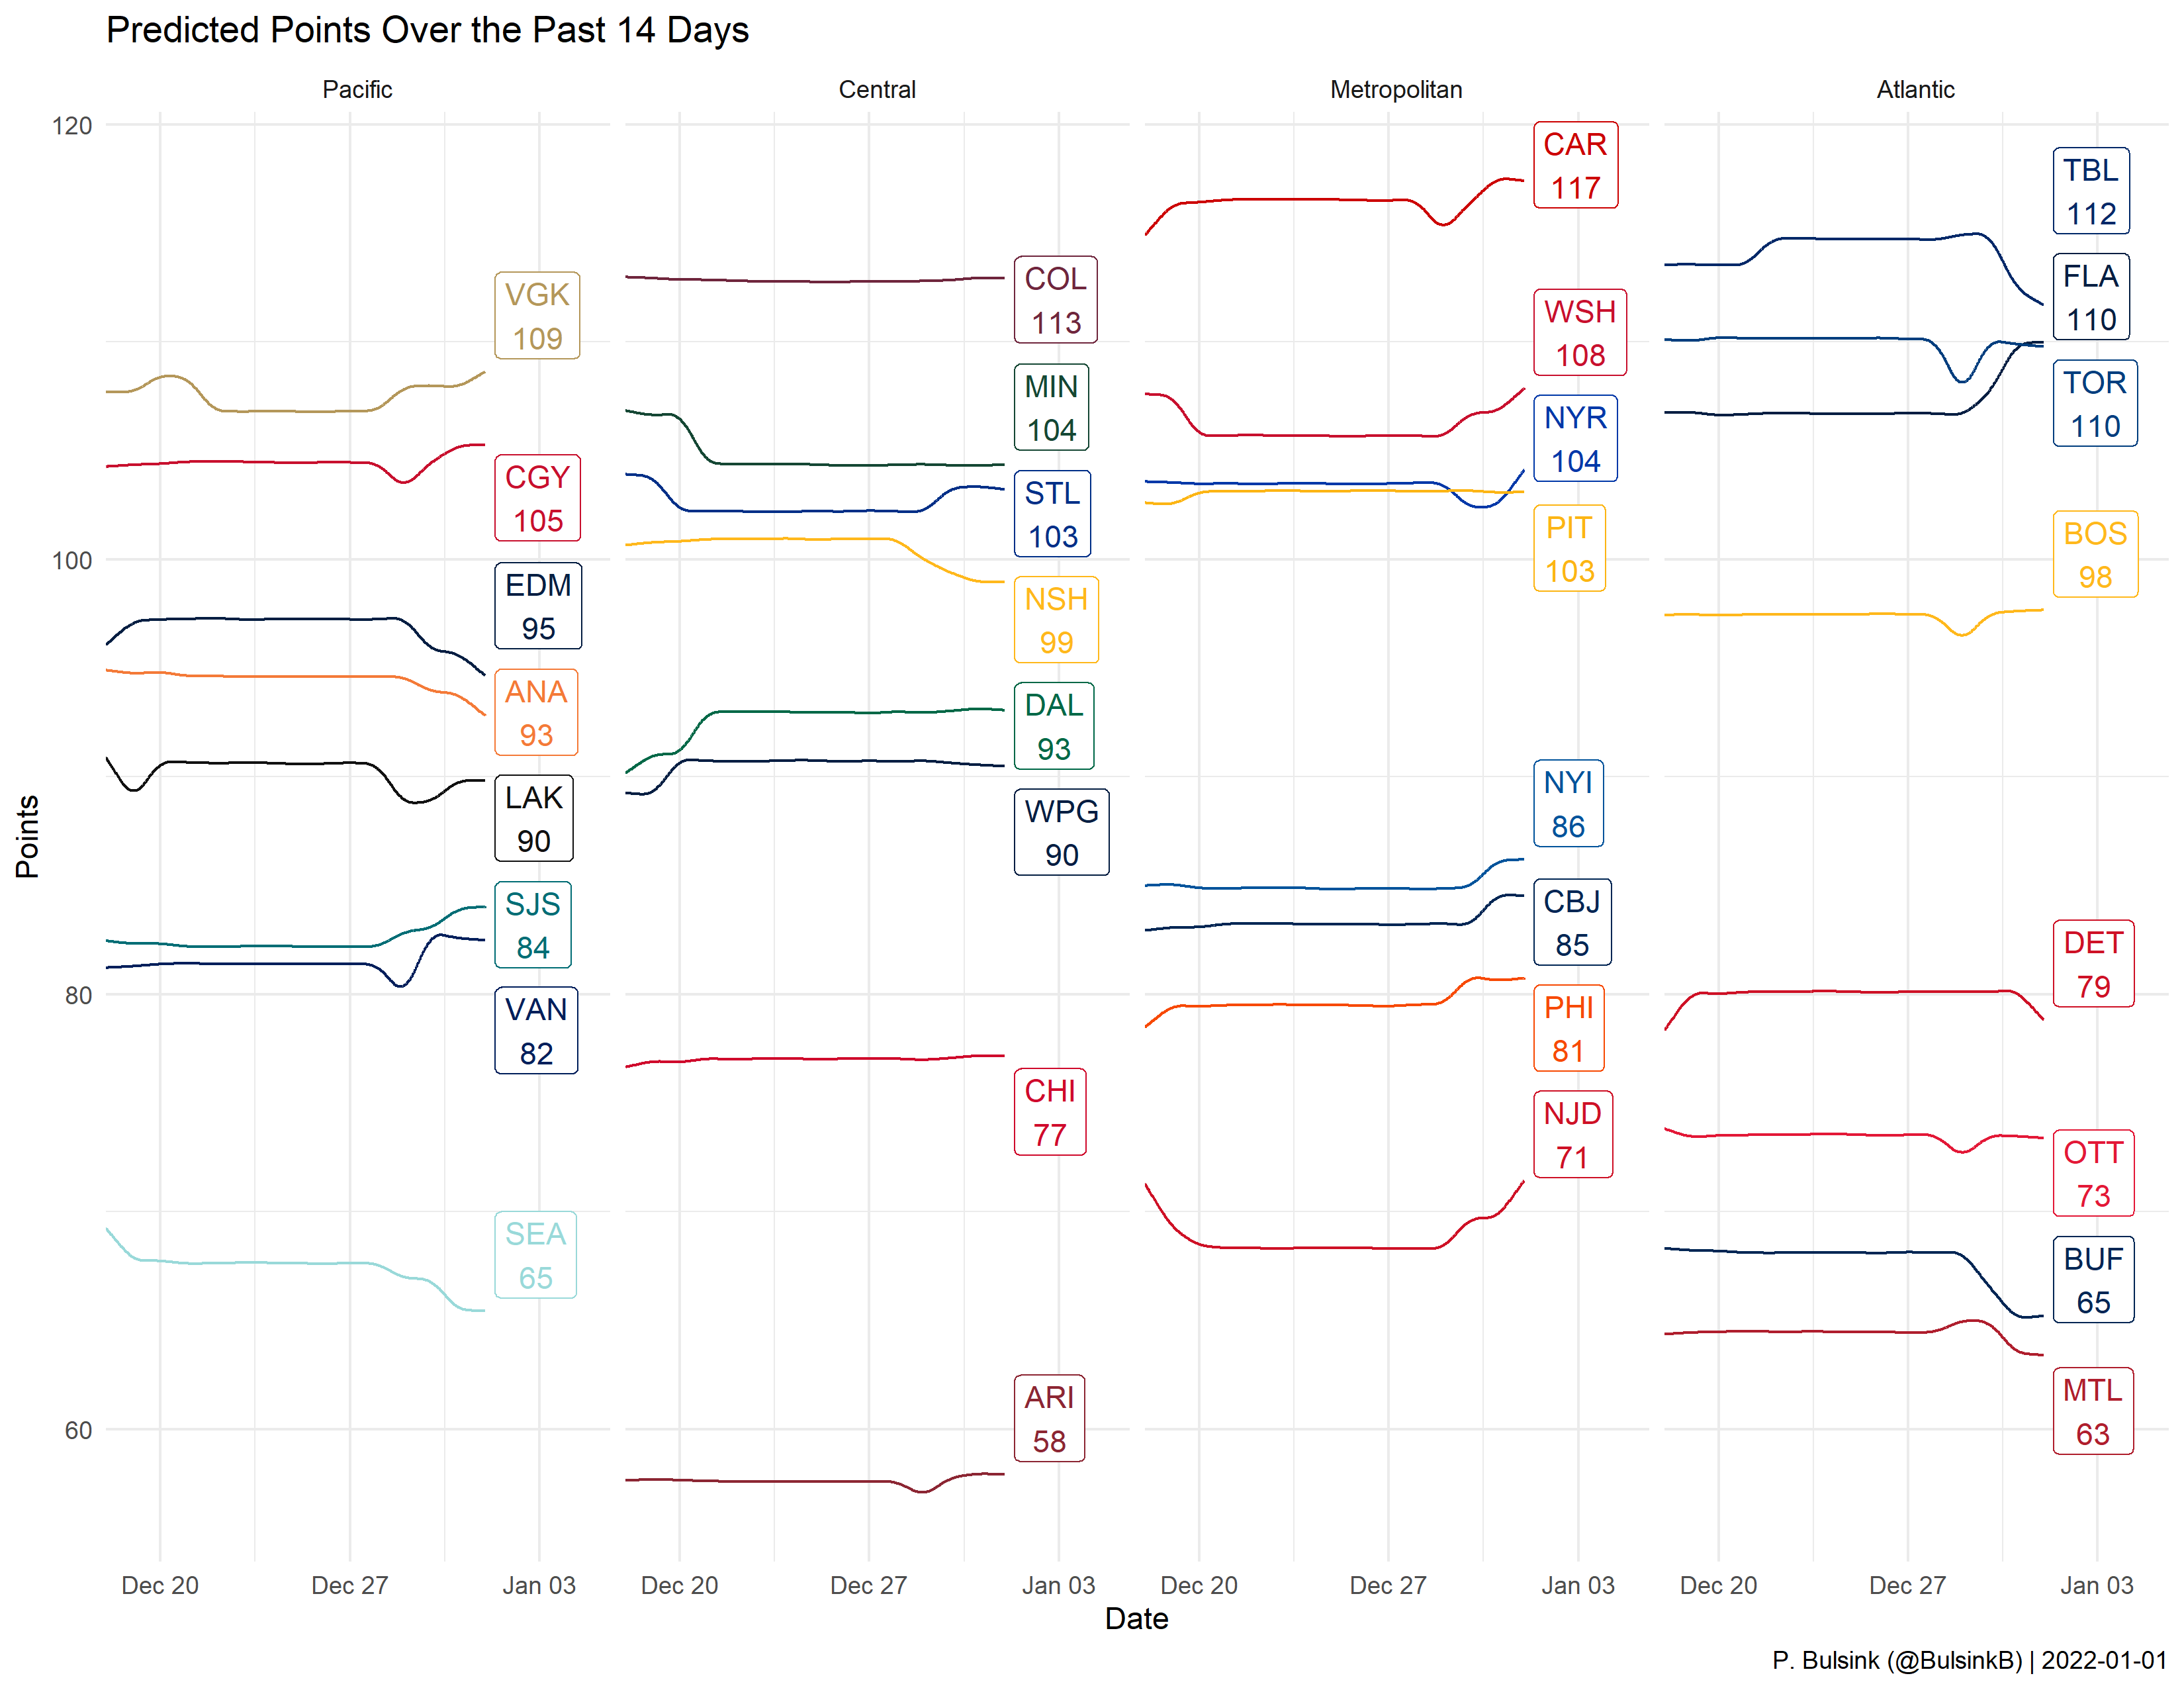 Predicted Points Over the Past 14 Days
Pacific
Central
Metropolitan
Atlantic
Points
120
100
80
60
VGK
109
CGY
105
EDM
95
ANA
93
LAK
90
SJS
84
VAN
82
SEA
65
COL
113
MIN
104
STL
103
NSH
99
DAL
93
WPG
90
CHI
77
ARI
58
CAR
117
WSH
108
NYR
104
PIT
103
NYI
86
CBJ
85
PHI
81
NJD
71
TBL
112
FLA
110
TOR
110
BOS
98
DET
79
OTT
73
BUF
65
MTL
63
Dec 20 Dec 27 Jan 03
Dec 20 Dec 27 Jan 03
Dec 20 Dec 27 Jan 03
Dec 20 Dec 27 Jan 03
Date
P. Bulsink (@BulsinkB) | 2022-01-01